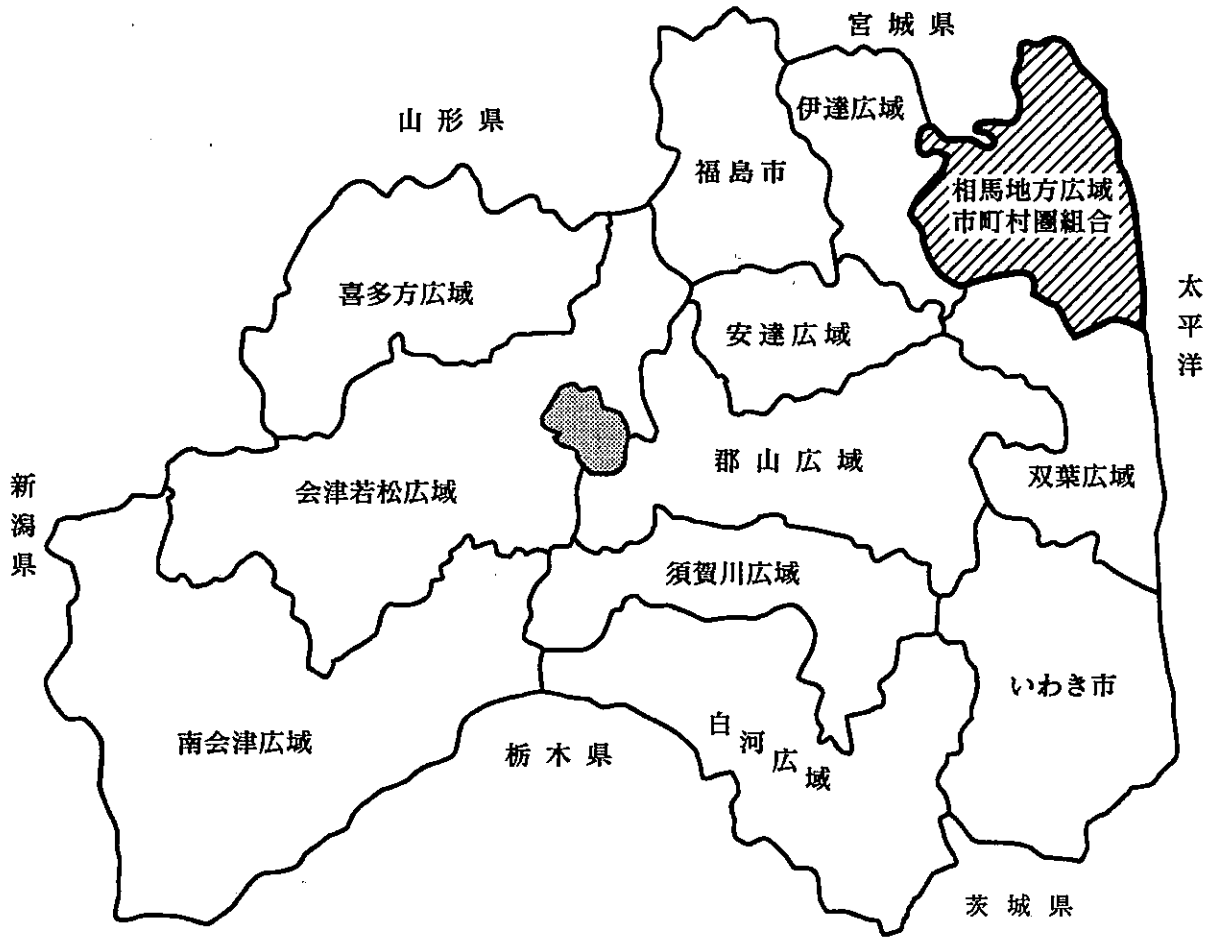 宮城県
山形県
伊達広域
福島市
相馬地方広域
市町村圏組合
喜多方広域
太平洋
安達広域
郡山広域
双葉広域
新潟県
会津若松広域
須賀川広域
いわき市
南会津広域
栃木県
白河広域
茨城県